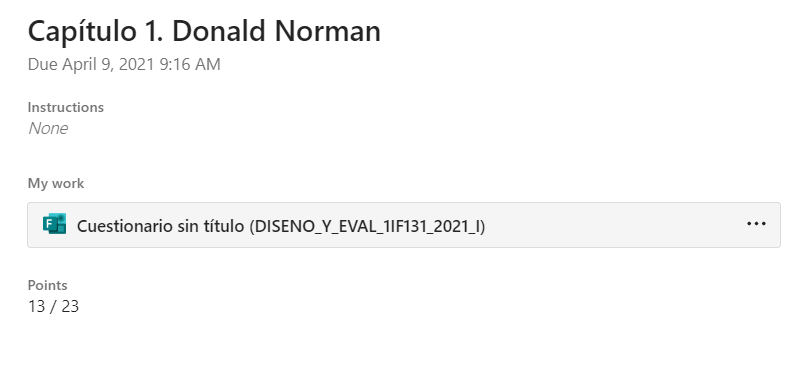 Capítulo 1. Donald Norman
Due April 9, 2021 9:16 AM
Instructions
None
My work
F Cuestionario sin título (DISENO_Y_EVAL_1IF131_2021_I)
Points
13 / 23